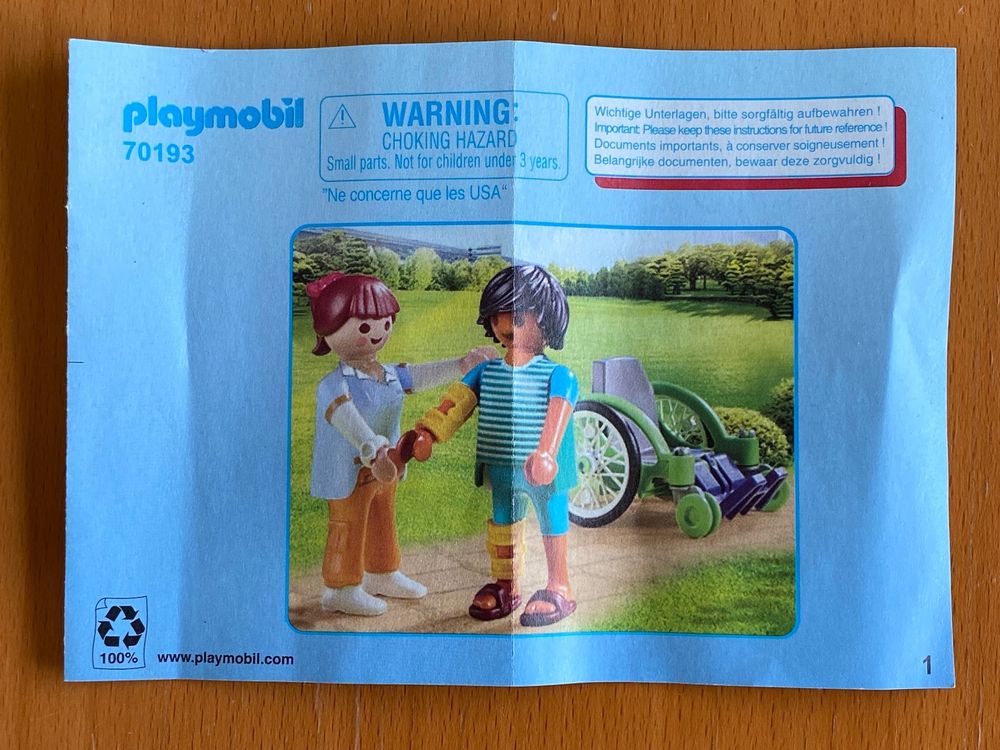 playmobil
70193
WARNING:
CHOKING HAZARD
Small parts. Not for children under 3 years.
"Ne concerne que les USA“
Wichtige Unterlagen, bitte sorgfältig aufbewahren !
Important: Please keep these instructions for future reference !
Documents importants, à conserver soigneusement !
Belangrijke documenten, bewaar deze zorgvuldig !
100%
www.playmobil.com
1